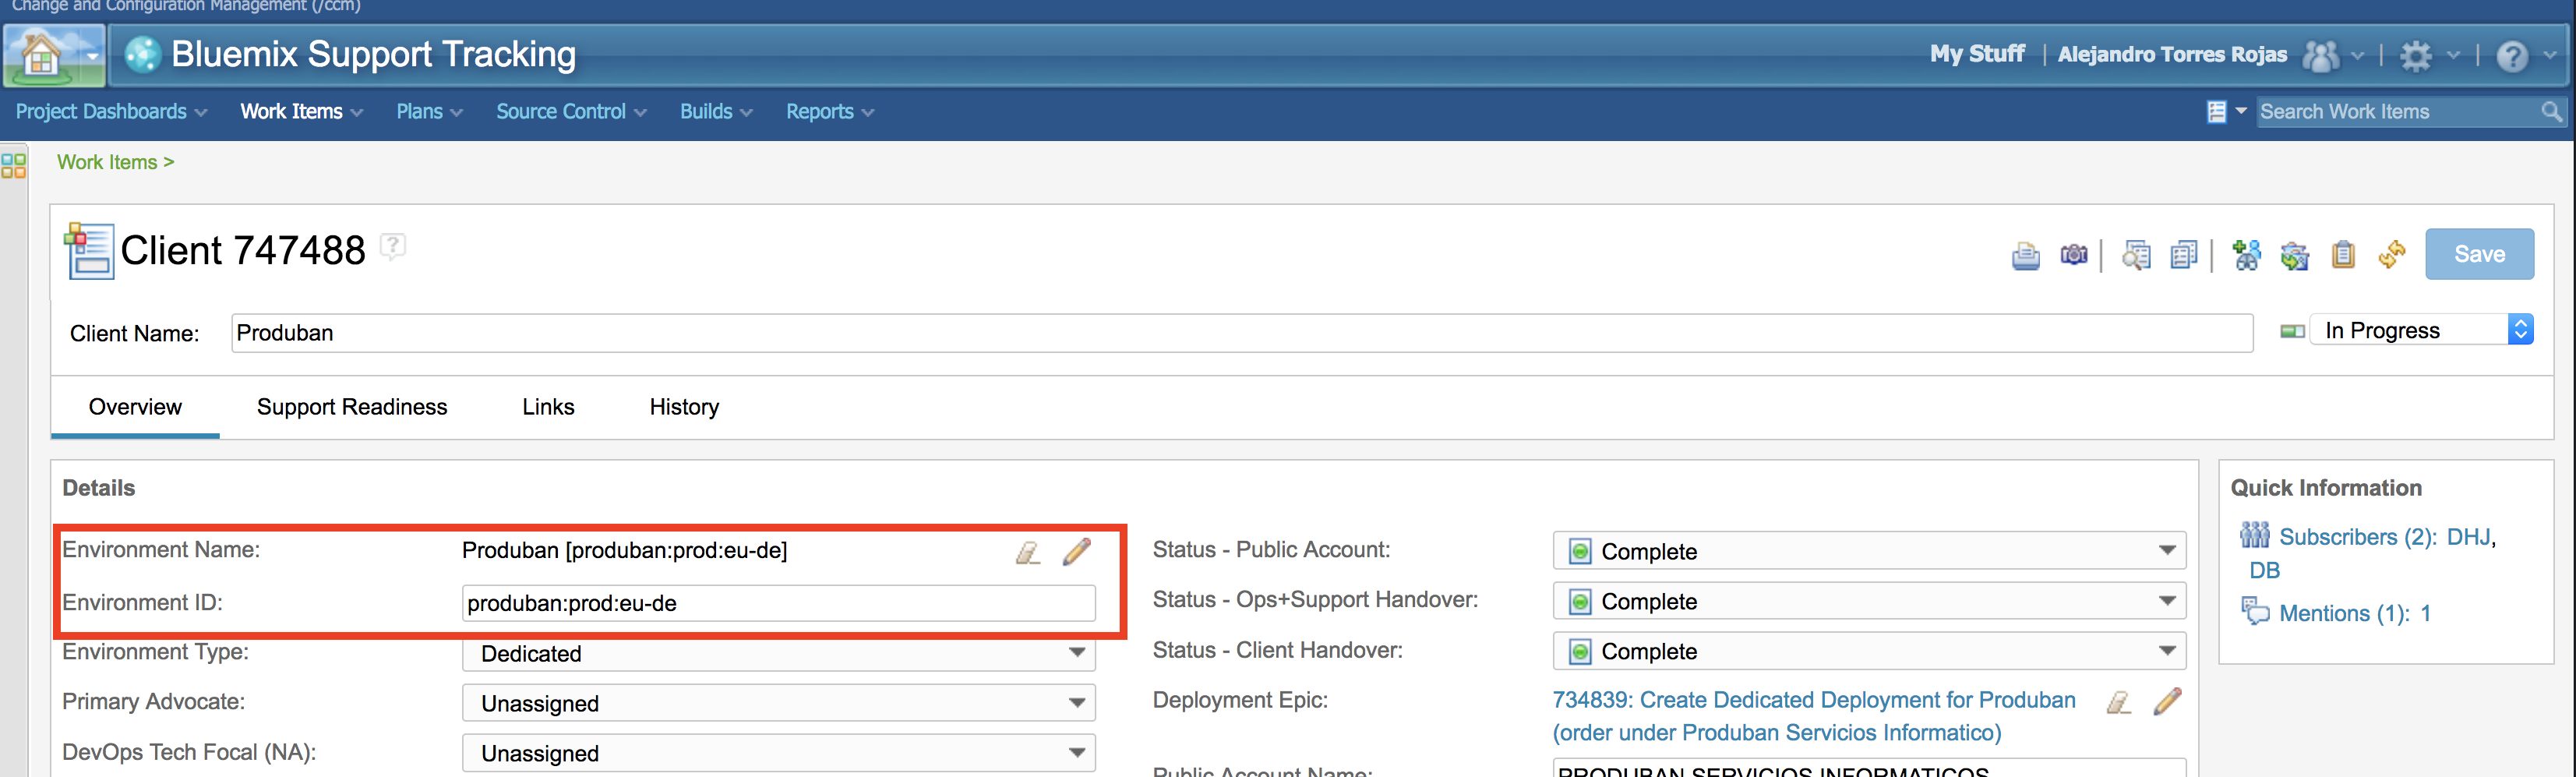 Change and Configuration Management (/ccm)
Bluemix Support Tracking
My Stuff | Alejandro Torres Rojas
Project Dashboards Work Items Plans Source Control Builds Reports Search Work Items
Work Items >
Client 747488
Save
Client Name: Produban In Progress
Overview Support Readiness Links History
Details
Environment Name: Produban [produban:prod:eu-de]
Environment ID: produban:prod:eu-de
Environment Type: Dedicated
Primary Advocate: Unassigned
DevOps Tech Focal (NA): Unassigned
Status - Public Account: Complete
Status - Ops+Support Handover: Complete
Status - Client Handover: Complete
Deployment Epic: 734839: Create Dedicated Deployment for Produban
(order under Produban Servicios Informatico)
Public Account Name: PRODUBAN SERVICIOS INFORMATICOS
Quick Information
Subscribers (2): DHJ,
DB
Mentions (1): 1